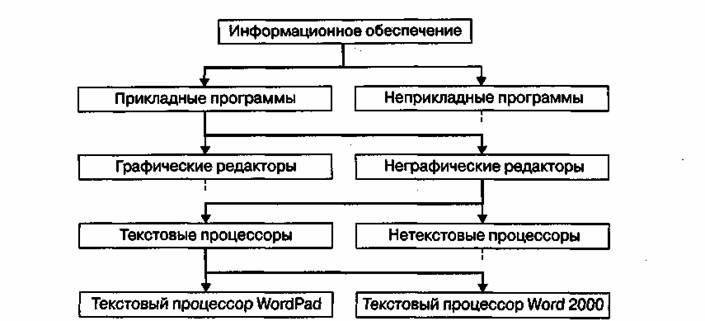 Информационное обеспечение
Прикладные программы
Неприкладные программы
Графические редакторы
Неграфические редакторы
Текстовые процессоры
Нетекстовые процессоры
Текстовый процессор WordPad
Текстовый процессор Word 2000